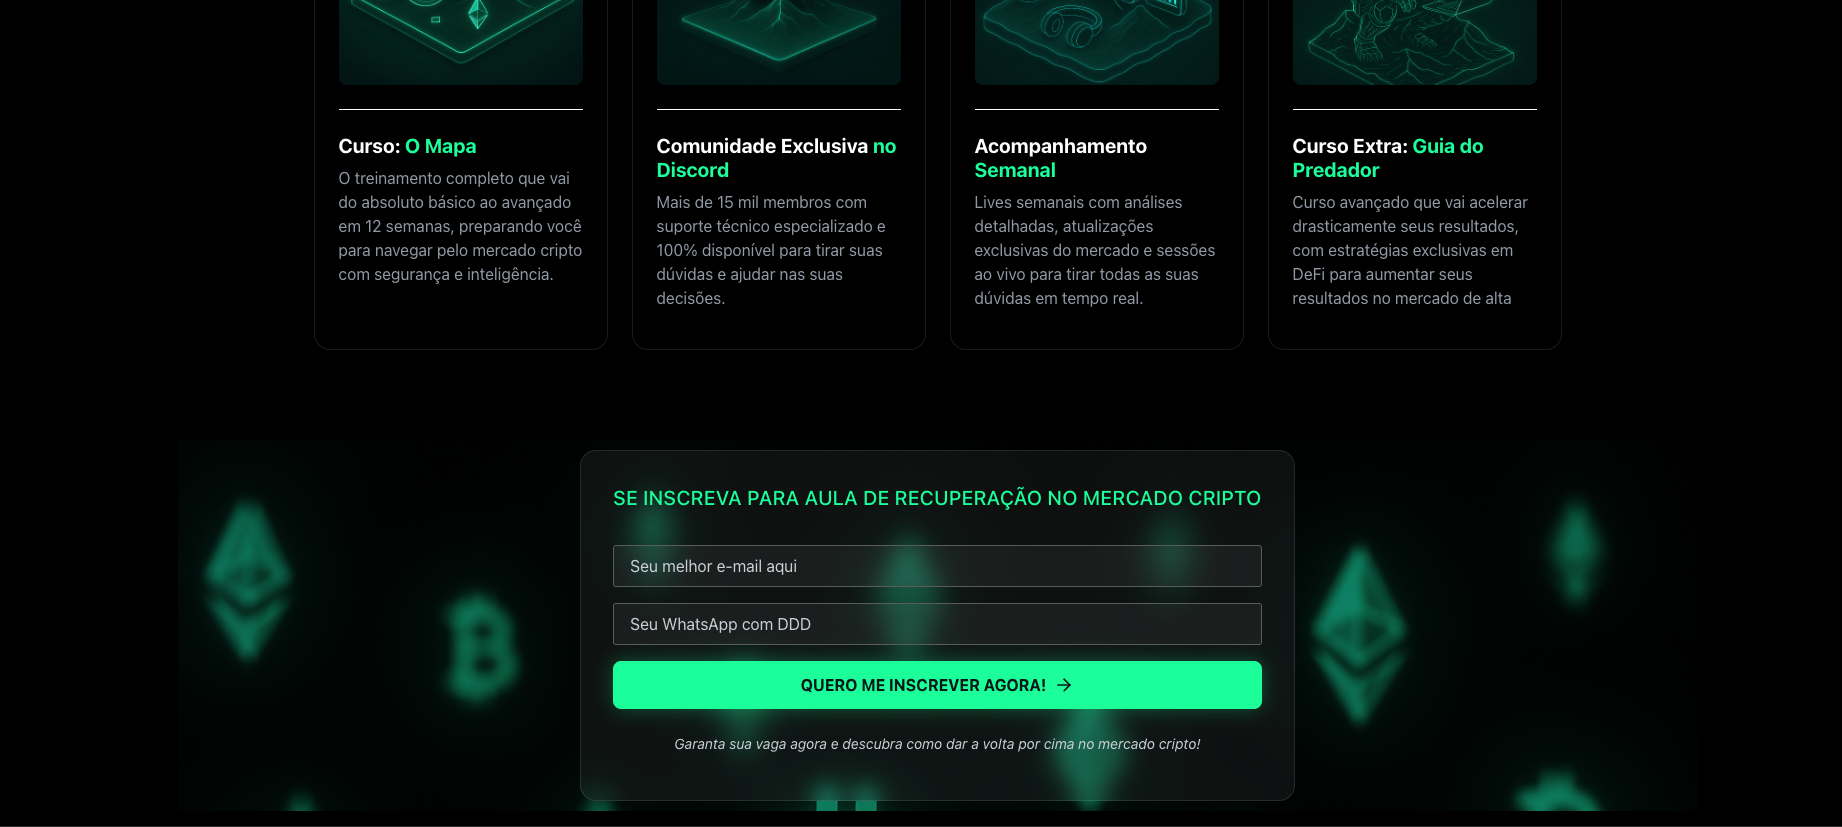 Curso: O Mapa
O treinamento completo que vai
do absoluto básico ao avançado
em 12 semanas, preparando você
para navegar pelo mercado cripto
com segurança e inteligência.
Comunidade Exclusiva no
Discord
Mais de 15 mil membros com
suporte técnico especializado e
100% disponível para tirar suas
dúvidas e ajudar nas suas
decisões.
Acompanhamento
Semanal
Lives semanais com análises
detalhadas, atualizações
exclusivas do mercado e sessões
ao vivo para tirar todas as suas
dúvidas em tempo real.
Curso Extra: Guia do
Predador
Curso avançado que vai acelerar
drasticamente seus resultados,
com estratégias exclusivas em
DeFi para aumentar seus
resultados no mercado de alta
SE INSCREVA PARA AULA DE RECUPERAÇÃO NO MERCADO CRIPTO
Seu melhor e-mail aqui
Seu WhatsApp com DDD
QUERO ME INSCREVER AGORA! →
Garanta sua vaga agora e descubra como dar a volta por cima no mercado cripto!